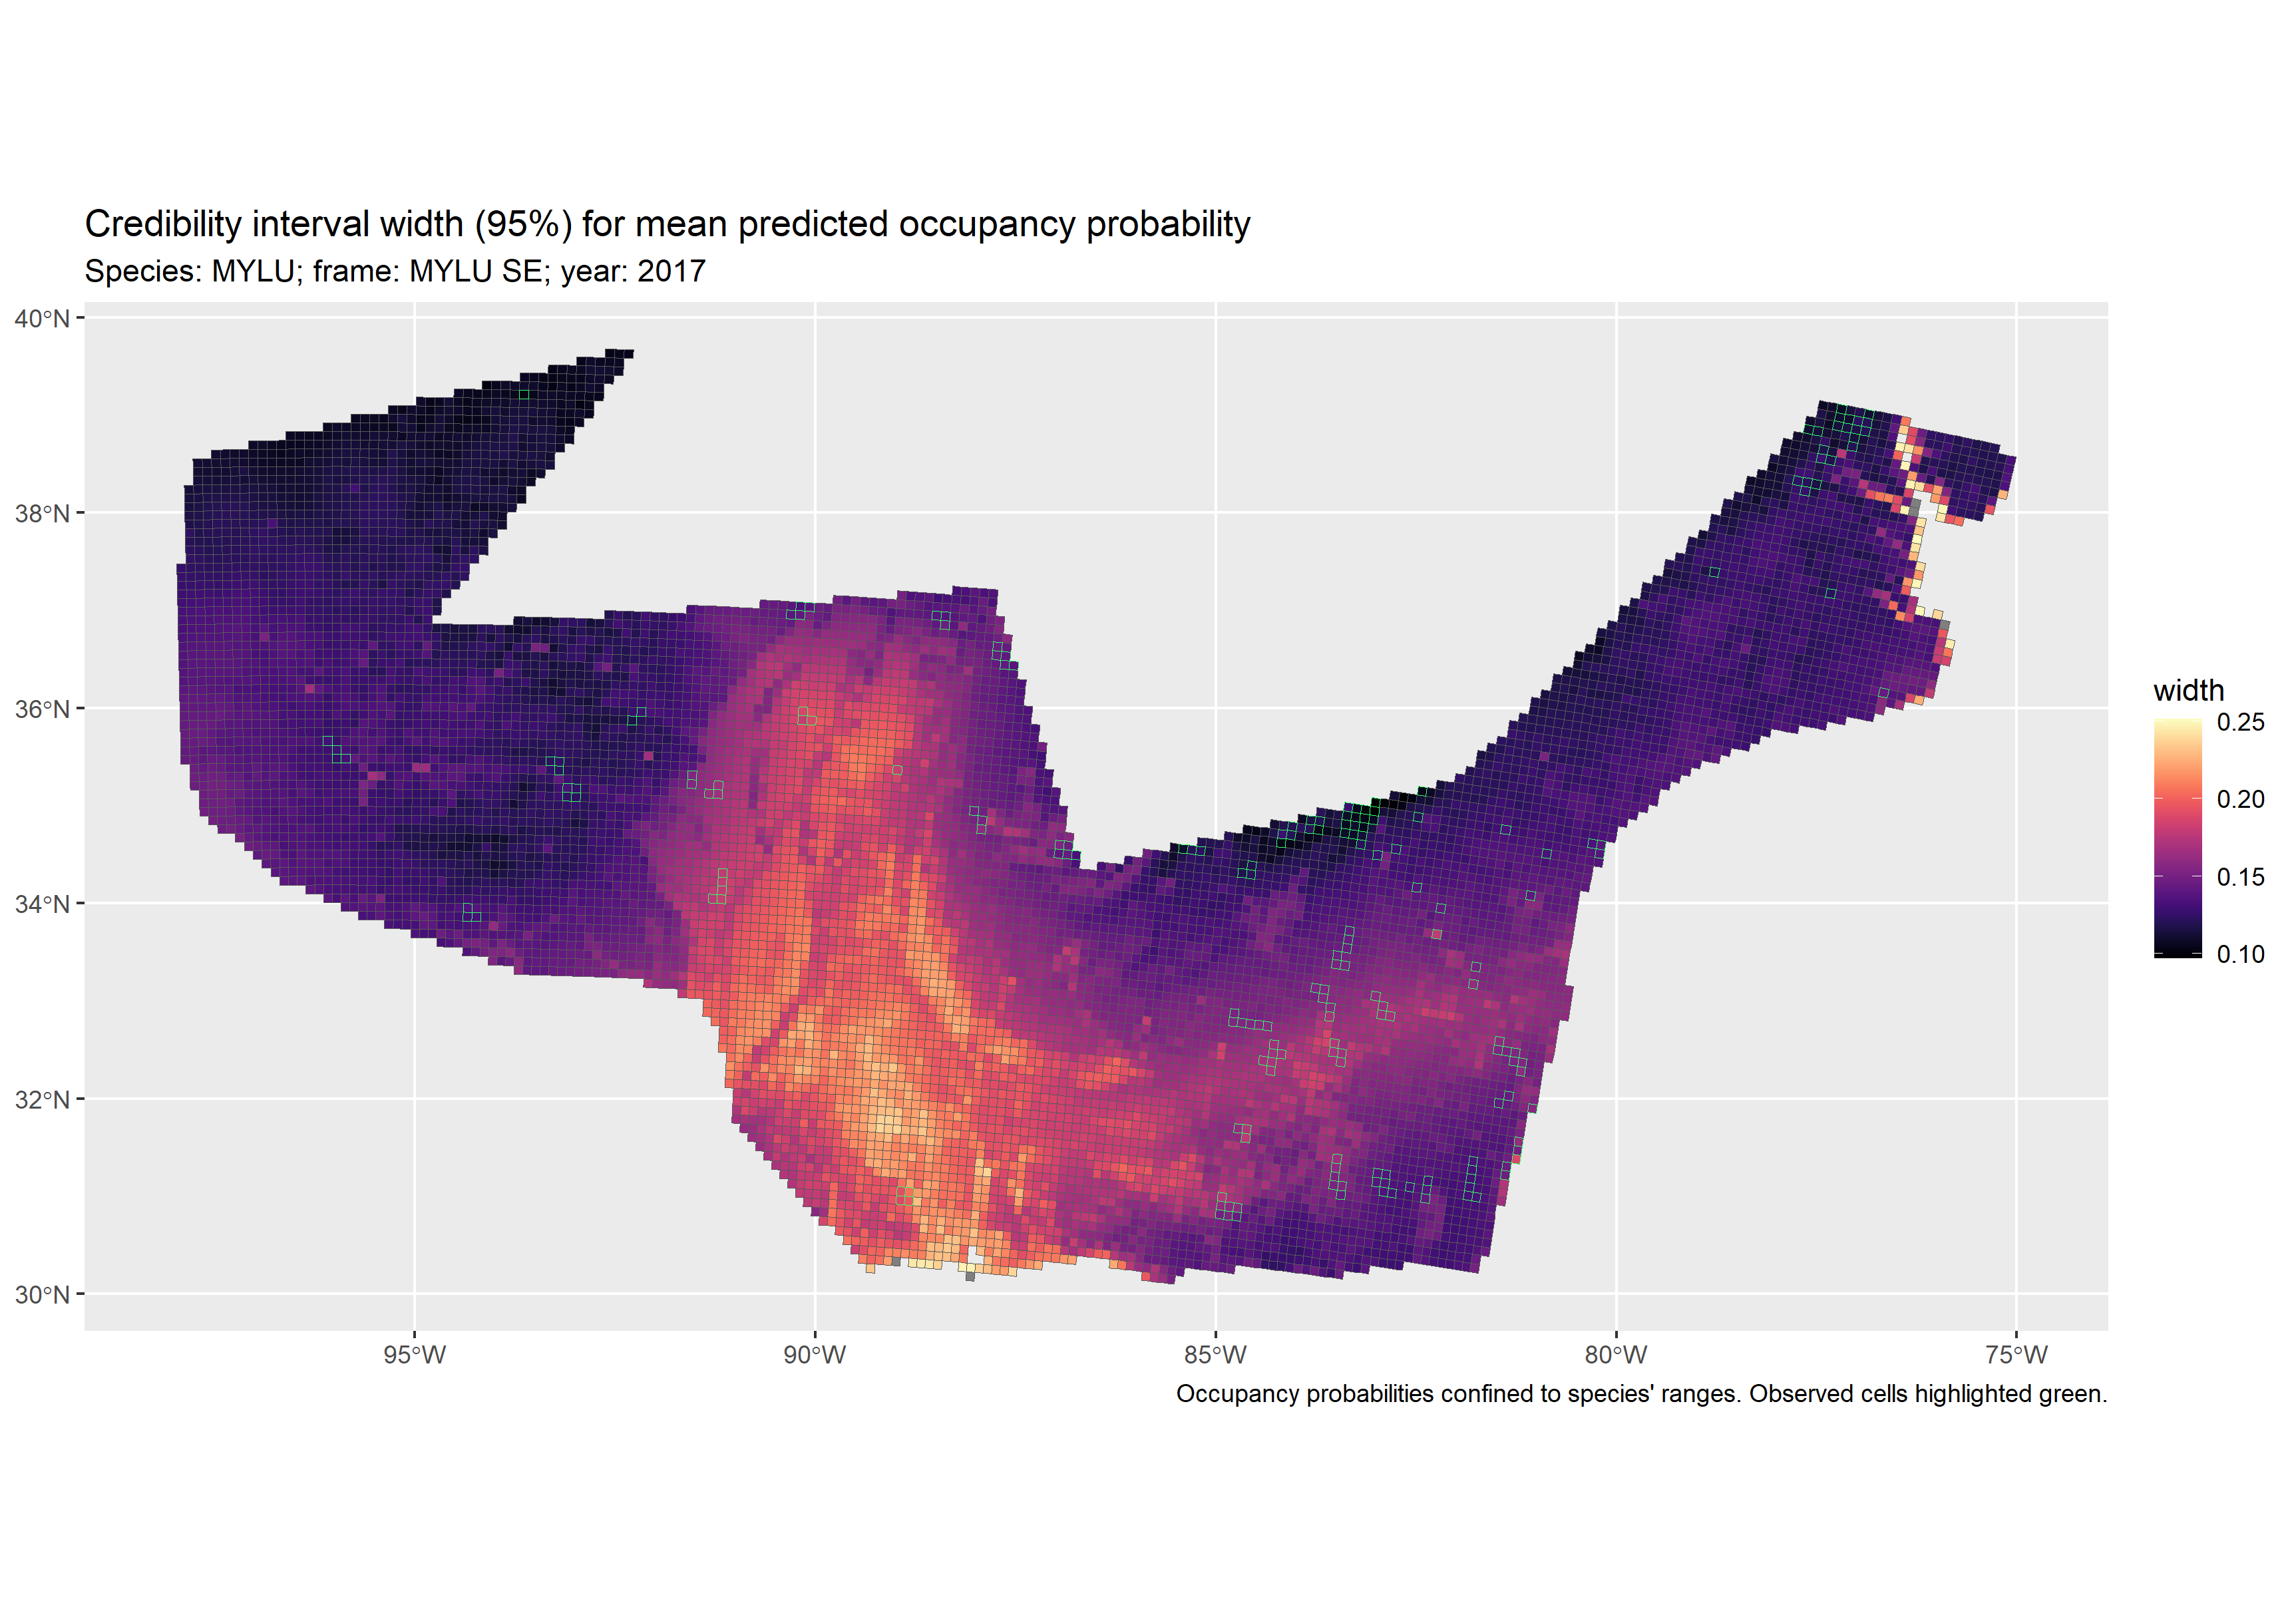 Credibility interval width (95%) for mean predicted occupancy probability
Species: MYLU; frame: MYLU SE; year: 2017
40°N
38°N
36°N
34°N
32°N
30°N
95°W
90°W
85°W
80°W
75°W
width
0.25
0.20
0.15
0.10
Occupancy probabilities confined to species' ranges. Observed cells highlighted green.